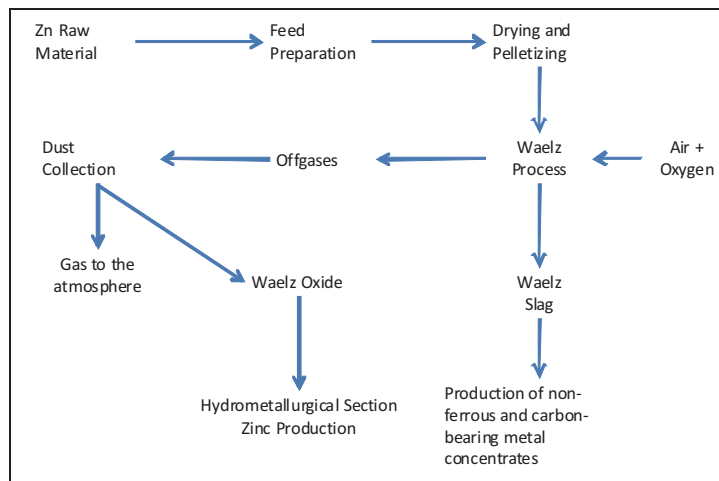 Zn Raw
Material
Feed
Preparation
Drying and
Pelletizing
Dust
Collection
Offgases
Waelz
Process
Air +
Oxygen
Gas to the
atmosphere
Waelz Oxide
Waelz
Slag
Hydrometallurgical Section
Zinc Production
Production of non-
ferrous and carbon-
bearing metal
concentrates